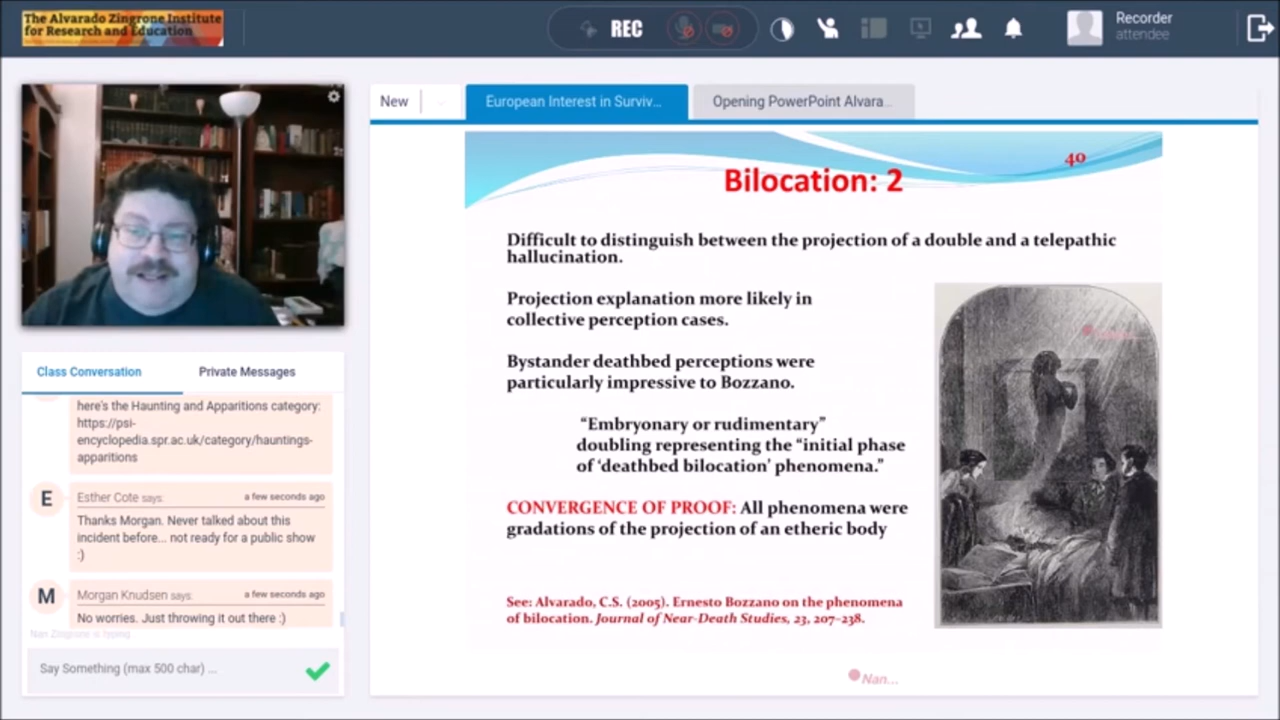 The Alvarado Zingrone Institute
for Research and Education
REC
Recorder
attendee
New
European Interest in Surviv...
Opening PowerPoint Alvara...
40
Bilocation: 2
Difficult to distinguish between the projection of a double and a telepathic
hallucination.
Projection explanation more likely in
collective perception cases.
Bystander deathbed perceptions were
particularly impressive to Bozzano.
“Embryonary or rudimentary”
doubling representing the “initial phase
of ‘deathbed bilocation’ phenomena.”
CONVERGENCE OF PROOF: All phenomena were
gradations of the projection of an etheric body
See: Alvarado, C.S. (2005). Ernesto Bozzano on the phenomena
of bilocation. Journal of Near-Death Studies, 23, 207–238.
Nan...
Class Conversation
Private Messages
here's the Haunting and Apparitions category:
https://psi-
encyclopedia.spr.ac.uk/category/hauntings-
apparitions
E
Esther Cote says:
a few seconds ago
Thanks Morgan. Never talked about this
incident before... not ready for a public show
:)
M
Morgan Knudsen says:
a few seconds ago
No worries. Just throwing it out there :)
Nan Zingrone is typing
Say Something (max 500 char) ...